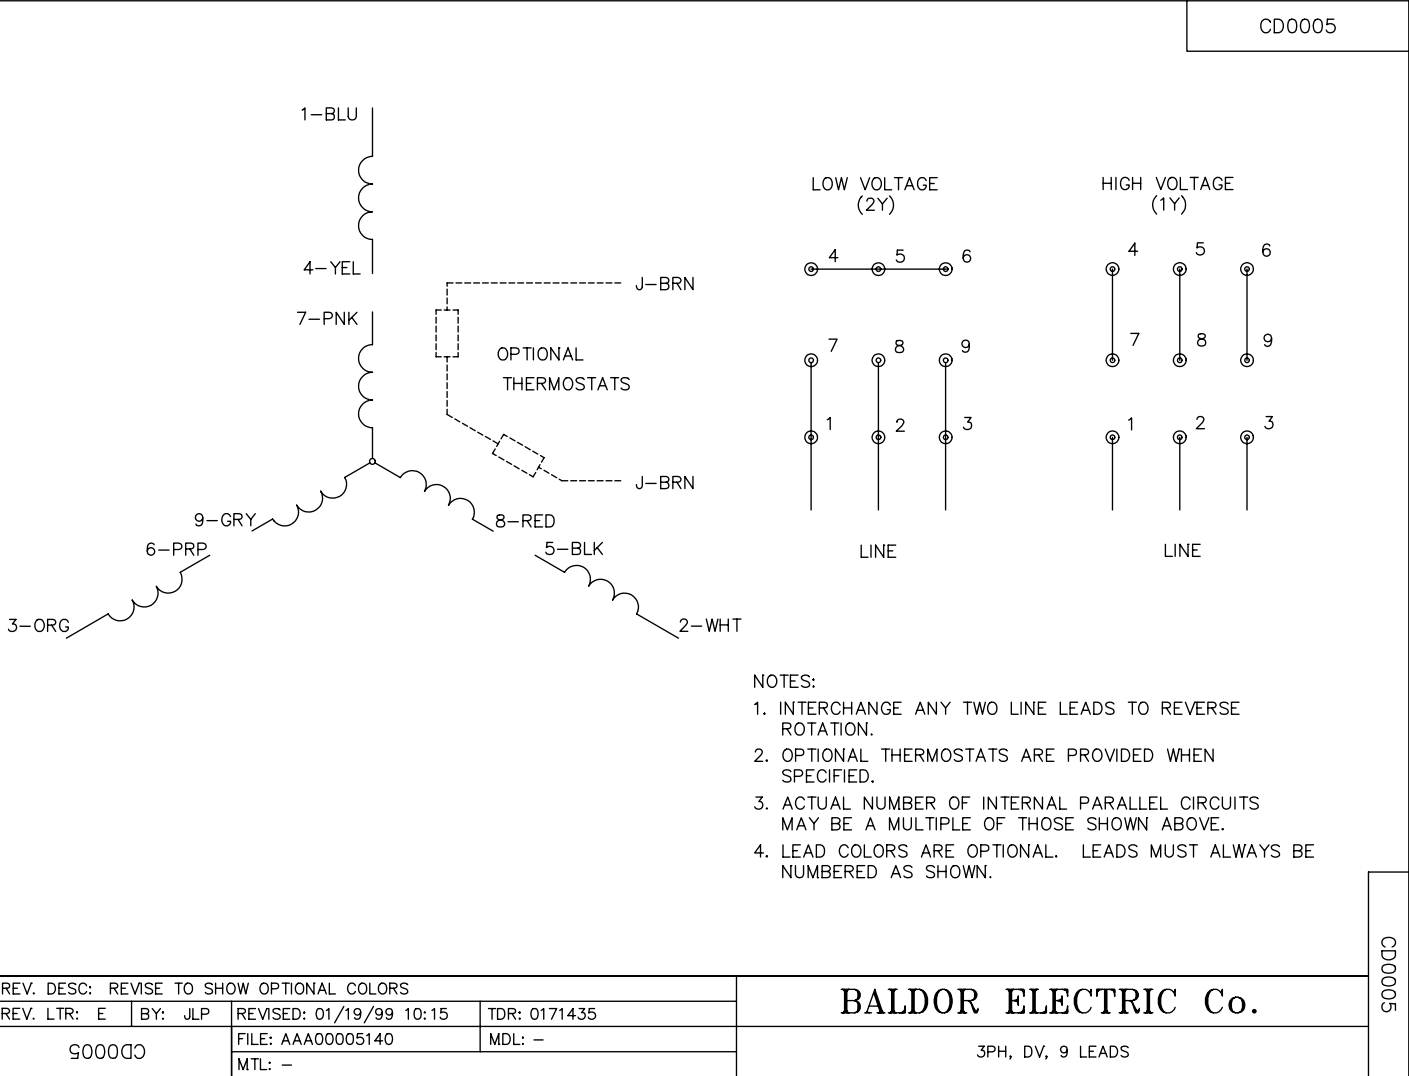 CD0005
1-BLU
4-YEL
7-PNK
J-BRN
OPTIONAL
THERMOSTATS
J-BRN
9-GRY
8-RED
6-PRP
5-BLK
3-ORG
2-WHT
LOW VOLTAGE
(2Y)
4 5 6
7 8 9
1 2 3
LINE
HIGH VOLTAGE
(1Y)
4 5 6
7 8 9
1 2 3
LINE
NOTES:
1. INTERCHANGE ANY TWO LINE LEADS TO REVERSE
ROTATION.
2. OPTIONAL THERMOSTATS ARE PROVIDED WHEN
SPECIFIED.
3. ACTUAL NUMBER OF INTERNAL PARALLEL CIRCUITS
MAY BE A MULTIPLE OF THOSE SHOWN ABOVE.
4. LEAD COLORS ARE OPTIONAL. LEADS MUST ALWAYS BE
NUMBERED AS SHOWN.
CD0005
REV. DESC: REVISE TO SHOW OPTIONAL COLORS
REV. LTR: E BY: JLP REVISED: 01/19/99 10:15 TDR: 0171435
CD0005
FILE: AAA00005140 MDL: -
MTL: -
BALDOR ELECTRIC Co.
3PH, DV, 9 LEADS